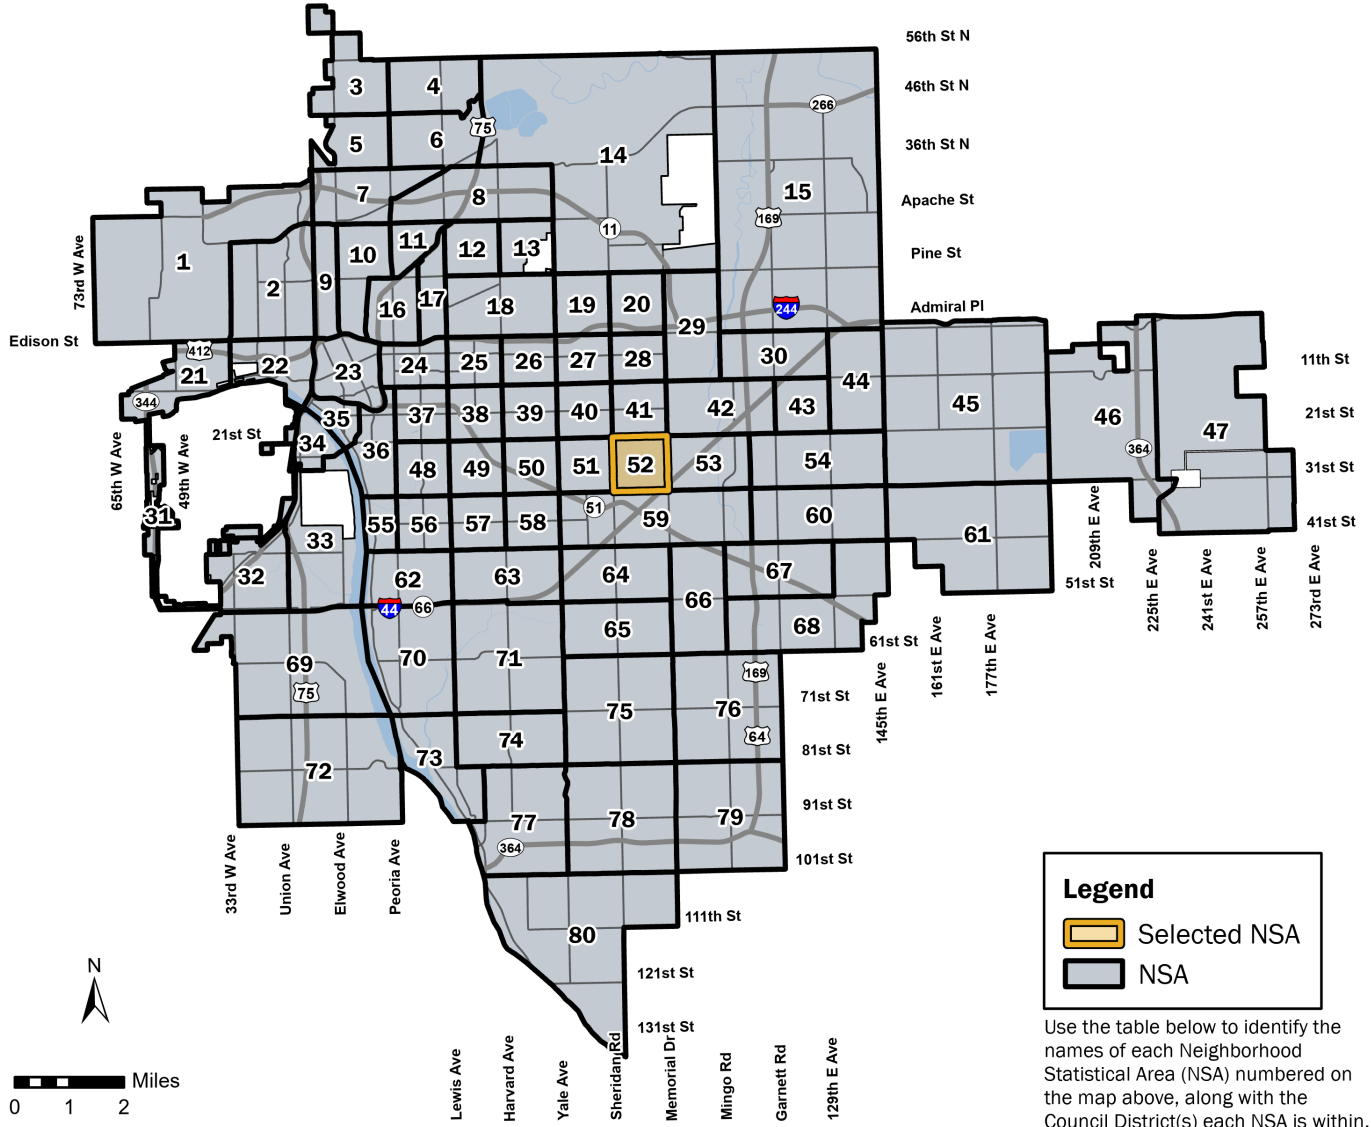 56th St N
3
4
46th St N
266
75
6
5
36th St N
14
15
7
8
Apache St
169
11
73rd W Ave
11
12
13
Pine St
10
1
9
2
17
16
18
19
20
244
Admiral Pl
29
Edison St
412
22
21
23
24
25
26
27
28
30
11th St
44
344
35
37
38
39
40
41
42
43
45
46
47
21st St
21st St
34
36
65th W Ave
49th W Ave
48
49
50
51
52
53
54
364
31st St
31
51
55
56
57
58
59
60
61
41st St
33
32
62
63
64
66
67
209th E Ave
51st St
225th E Ave
241st E Ave
257th E Ave
273rd E Ave
44
66
65
68
61st St
69
70
71
161st E Ave
177th E Ave
145th E Ave
75
169
71st St
75
76
74
64
81st St
73
72
91st St
77
78
79
364
101st St
33rd W Ave
Union Ave
Elwood Ave
Peoria Ave
111th St
80
121st St
131st St
Lewis Ave
Harvard Ave
Yale Ave
Sheridan Rd
Memorial Dr
Mingo Rd
Garnett Rd
129th E Ave
N
Miles
0 1 2
Legend
Selected NSA
NSA
Use the table below to identify the
names of each Neighborhood
Statistical Area (NSA) numbered on
the map above, along with the
Council District(s) each NSA is within.